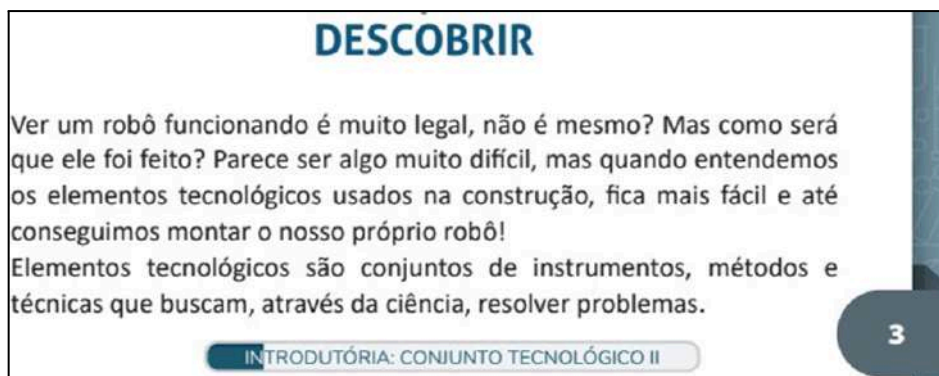 DESCOBRIR
Ver um robô funcionando é muito legal, não é mesmo? Mas como será
que ele foi feito? Parece ser algo muito difícil, mas quando entendemos
os elementos tecnológicos usados na construção, fica mais fácil e até
conseguimos montar o nosso próprio robô!
Elementos tecnológicos são conjuntos de instrumentos, métodos e
técnicas que buscam, através da ciência, resolver problemas.
3
INTRODUTÓRIA: CONJUNTO TECNOLÓGICO II